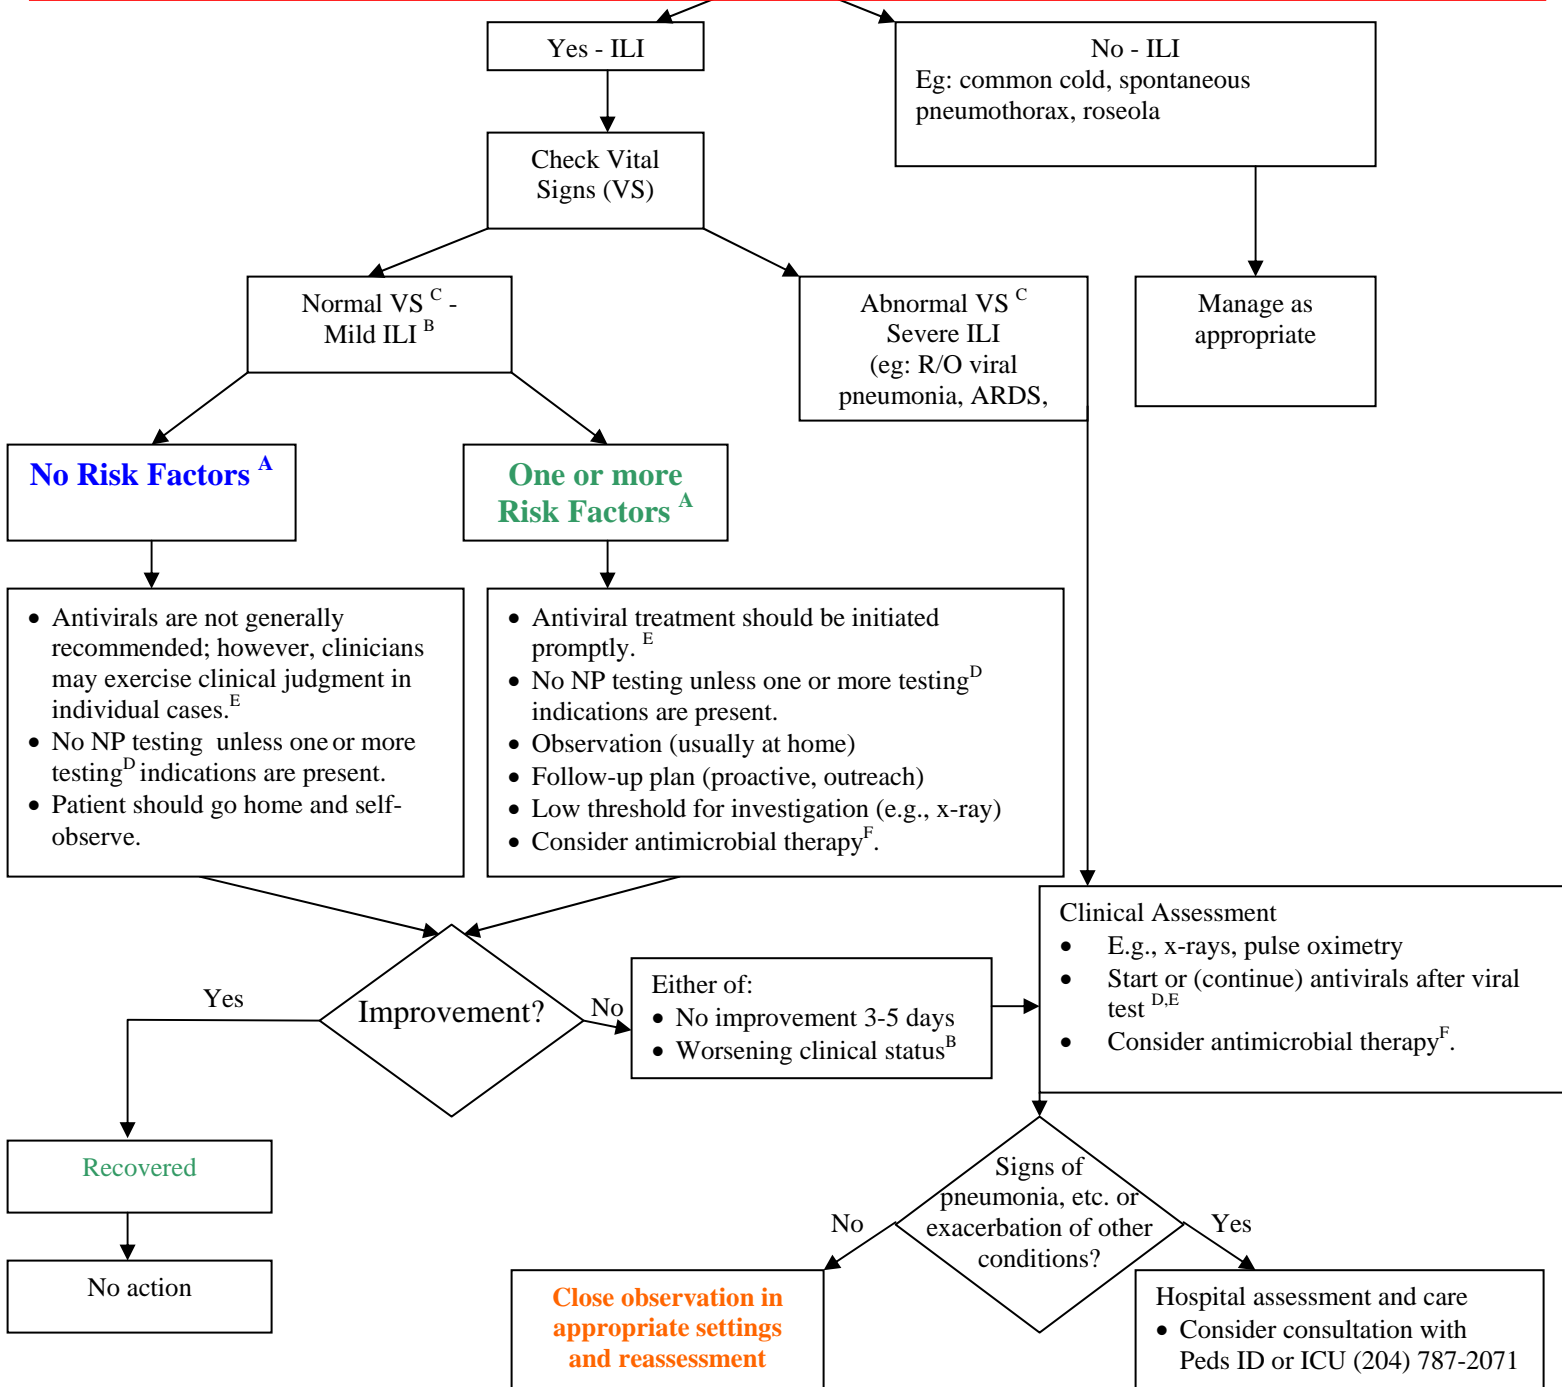 Yes - ILI
No - ILI
Eg: common cold, spontaneous
pneumothorax, roseola
Check Vital
Signs (VS)
Normal VS C -
Mild ILI B
Abnormal VS C
Severe ILI
(eg: R/O viral
pneumonia, ARDS,
Manage as
appropriate
No Risk Factors A
One or more
Risk Factors A
• Antivirals are not generally
recommended; however, clinicians
may exercise clinical judgment in
individual cases.E
• No NP testing unless one or more
testingD indications are present.
• Patient should go home and self-
observe.
• Antiviral treatment should be initiated
promptly. E
• No NP testing unless one or more testingD
indications are present.
• Observation (usually at home)
• Follow-up plan (proactive, outreach)
• Low threshold for investigation (e.g., x-ray)
• Consider antimicrobial therapyF.
Improvement?
Yes
No
Either of:
• No improvement 3-5 days
• Worsening clinical statusB
Clinical Assessment
• E.g., x-rays, pulse oximetry
• Start or (continue) antivirals after viral
test D,E
• Consider antimicrobial therapyF.
Recovered
No action
Signs of
pneumonia, etc. or
exacerbation of other
conditions?
No
Yes
Close observation in
appropriate settings
and reassessment
Hospital assessment and care
• Consider consultation with
Peds ID or ICU (204) 787-2071